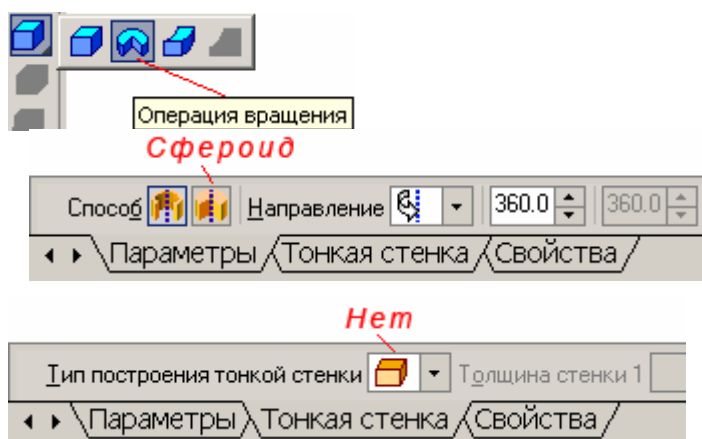 Операция вращения
Сфероид
Способ Направление 360.0 360.0
Параметры Тонкая стенка Свойства
Нет
Тип построения тонкой стенки Толщина стенки 1
Параметры Тонкая стенка Свойства